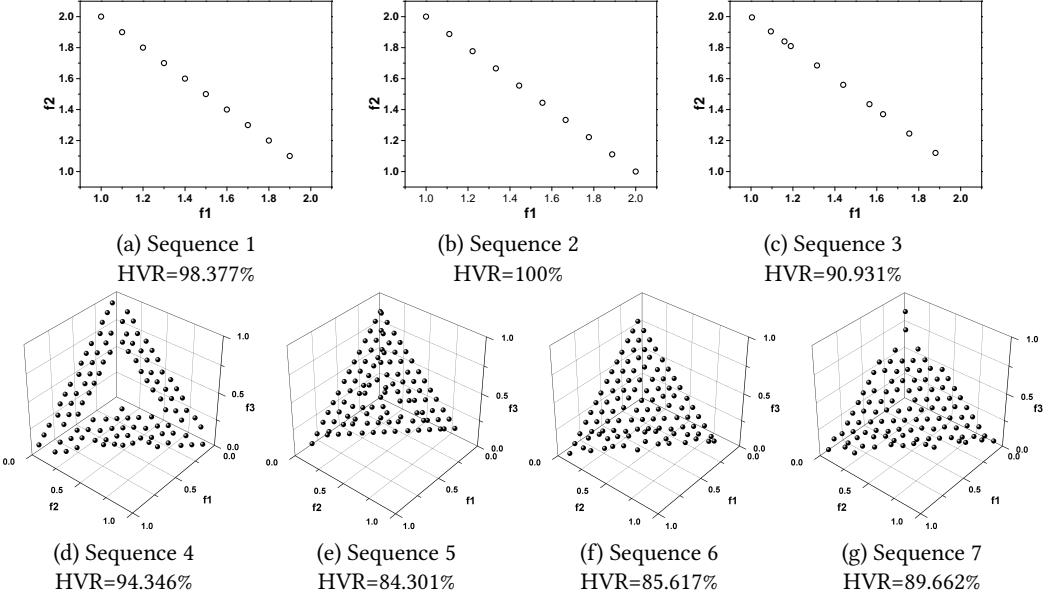 2.0 2.0 2.0
1.8 1.8 1.8
1.6 1.6 1.6
f2 f2 f2
1.4 1.4 1.4
1.2 1.2 1.2
1.0 1.0 1.0
1.0 1.2 1.4 1.6 1.8 2.0 1.0 1.2 1.4 1.6 1.8 2.0 1.0 1.2 1.4 1.6 1.8 2.0
f1 f1 f1
(a) Sequence 1 (b) Sequence 2 (c) Sequence 3
HVR=98.377% HVR=100% HVR=90.931%
1.0 1.0 1.0 1.0
0.5 0.5 0.5 0.5
f3 f3 f3 f3
0.0 0.0 0.0 0.0
0.0 0.0 0.0 0.0
0.5 0.5 0.5 0.5
0.5 0.5 0.5 0.5
f2 f1 f2 f1 f2 f1 f2 f1
1.0 1.0 1.0 1.0
1.0 1.0 1.0 1.0
(d) Sequence 4 (e) Sequence 5 (f) Sequence 6 (g) Sequence 7
HVR=94.346% HVR=84.301% HVR=85.617% HVR=89.662%